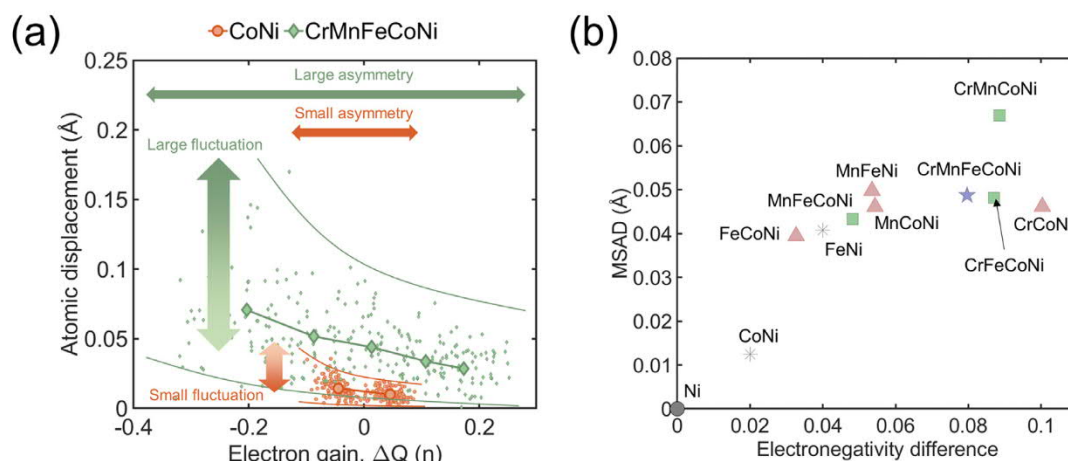 (a)
CoNi CrMnFeCoNi
0.25
0.2
0.15
0.1
0.05
0
Atomic displacement (Å)
Large asymmetry
Small asymmetry
Large fluctuation
Small fluctuation
-0.4 -0.2 0 0.2
Electron gain, ΔQ (n)
(b)
0.08
0.07
0.06
0.05
0.04
0.03
0.02
0.01
0
MSAD (Å)
CrMnCoNi
MnFeNi
CrMnFeCoNi
MnFeCoNi
MnCoNi
CrCoN
FeCoNi
FeNi
CrFeCoNi
CoNi
Ni
0.02 0.04 0.06 0.08 0.1
Electronegativity difference